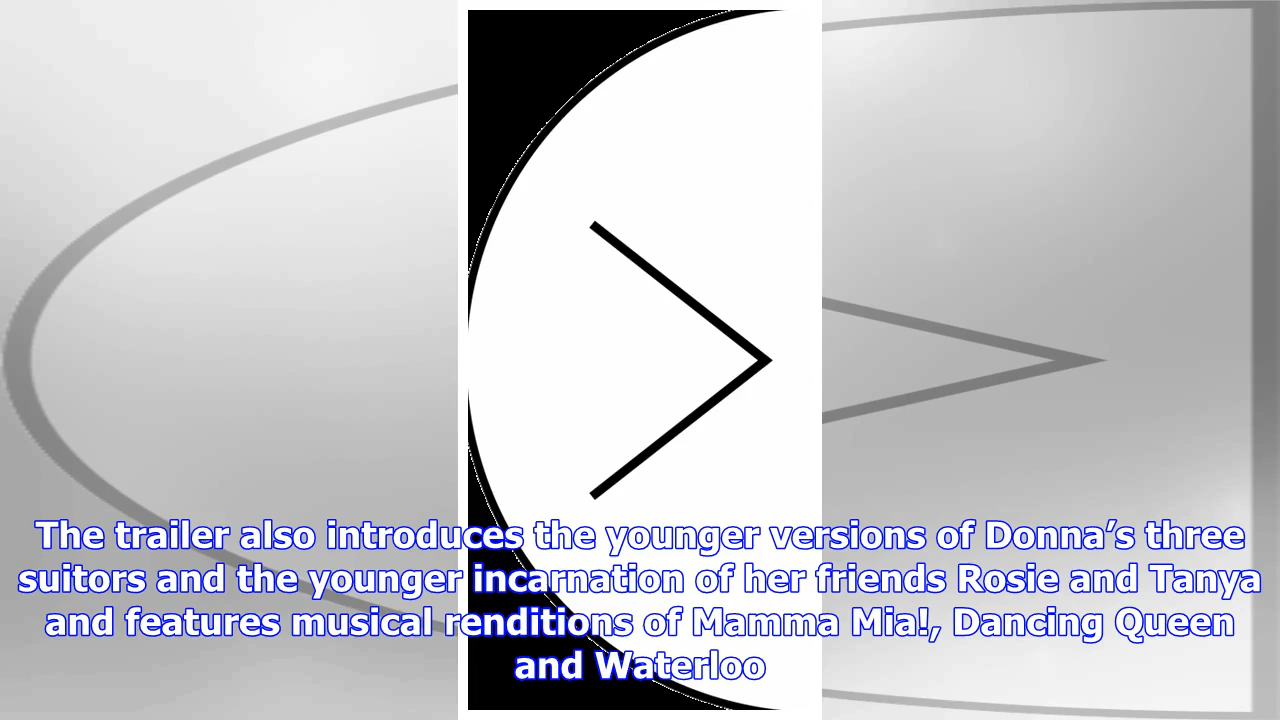 The trailer also introduces the younger versions of Donna’s three
suitors and the younger incarnation of her friends Rosie and Tanya
and features musical renditions of Mamma Mia!, Dancing Queen
and Waterloo